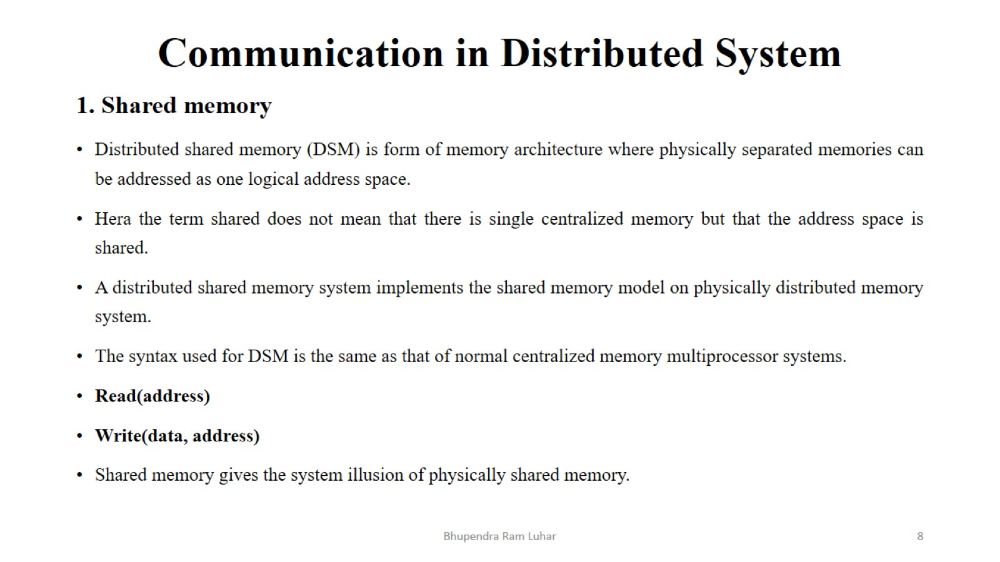 Communication in Distributed System
1. Shared memory
• Distributed shared memory (DSM) is form of memory architecture where physically separated memories can
be addressed as one logical address space.
• Hera the term shared does not mean that there is single centralized memory but that the address space is
shared.
• A distributed shared memory system implements the shared memory model on physically distributed memory
system.
• The syntax used for DSM is the same as that of normal centralized memory multiprocessor systems.
• Read(address)
• Write(data, address)
• Shared memory gives the system illusion of physically shared memory.
Bhupendra Ram Luhar
8